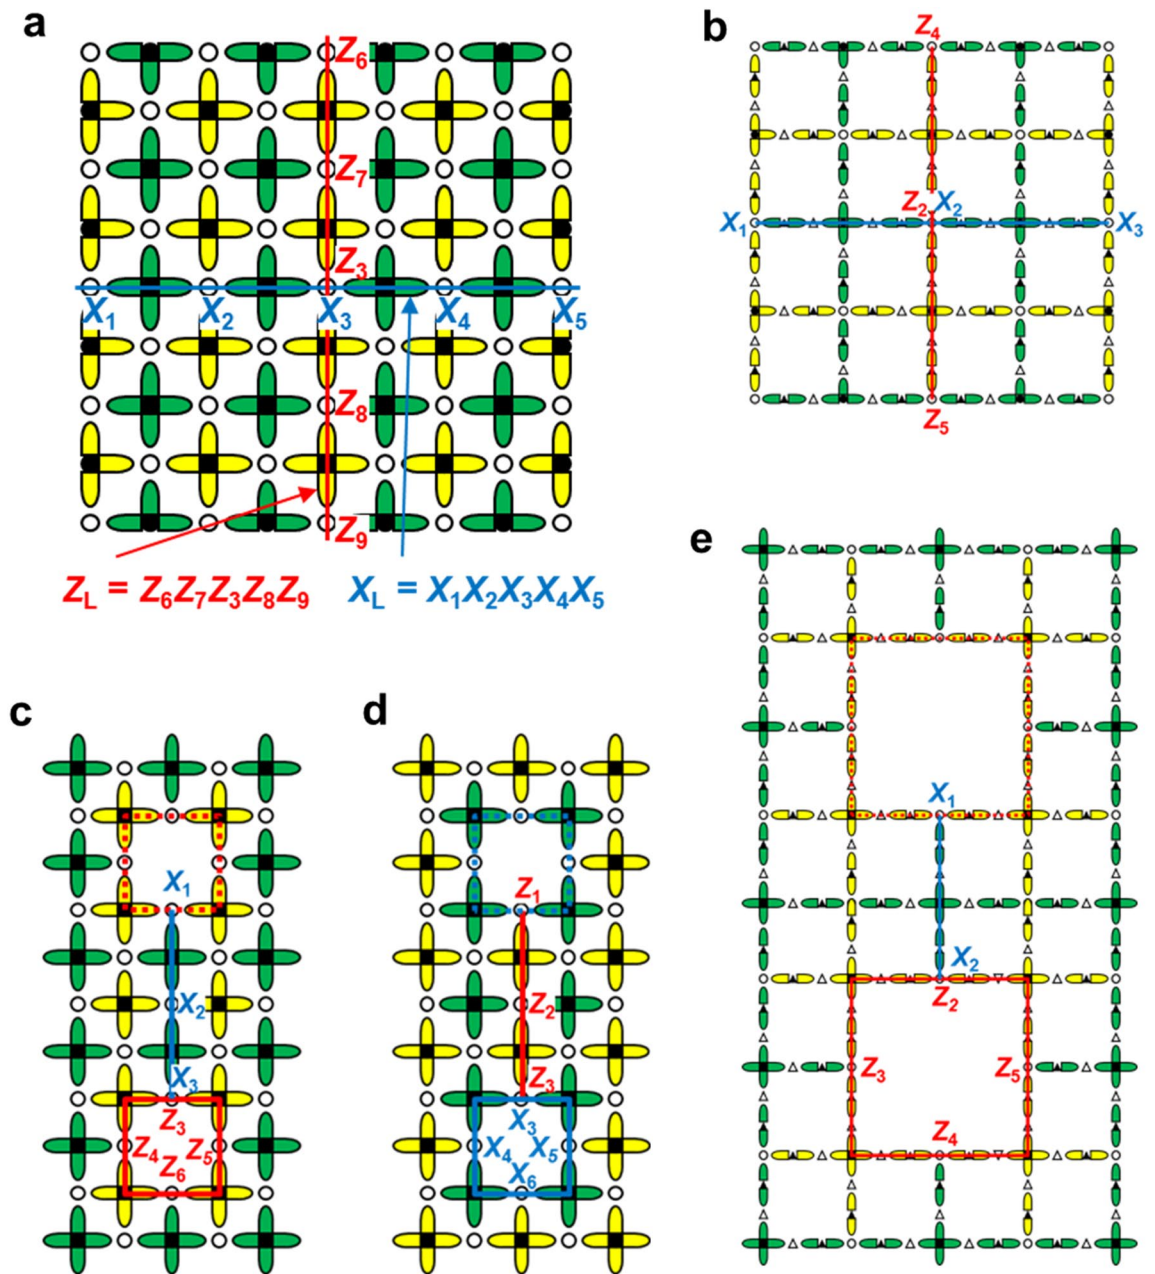 a
Z6
Z7
Z3
X1 X2 X3 X4 X5
Z8
Z9
ZL = Z6Z7Z3Z8Z9
XL = X1X2X3X4X5
b
Z4
X1 Z2 X2 X3
Z5
c
X1
X2
X3
Z3
Z4 Z5
Z6
d
Z1
Z2
Z3
X3
X4 X5
X6
e
X1
X2
Z2
Z3 Z5
Z4